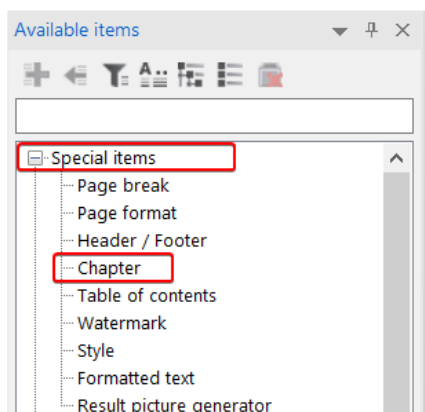 Available items
Special items
Page break
Page format
Header / Footer
Chapter
Table of contents
Watermark
Style
Formatted text
Result picture generator